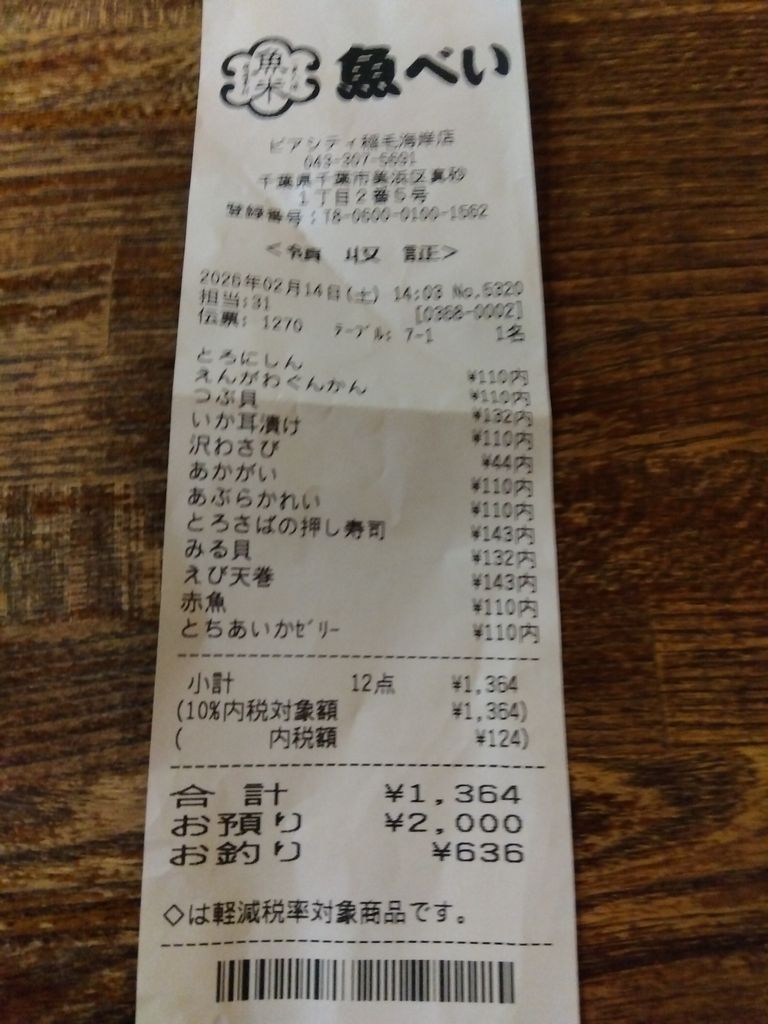 魚米
魚べい
ピアシティ稲毛海岸店
043-307-5691
千葉県千葉市美浜区真砂
1丁目2番5号
登録番号:T8-0600-0100-1562
<領 収 証>
2026年02月14日(土) 14:03 No.5320
担当:31 [0368-0002]
伝票: 1270 テーブル: 7-1 1名
とろにしん ¥110内
えんがわぐんかん ¥110内
つぶ貝 ¥132内
いか耳漬け ¥110内
沢わさび ¥44内
あかがい ¥110内
あぶらかれい ¥110内
とろさばの押し寿司 ¥143内
みる貝 ¥132内
えび天巻 ¥143内
赤魚 ¥110内
とちあいかゼリー ¥110内
小計 12点 ¥1,364
(10%内税対象額 ¥1,364)
( 内税額 ¥124)
合 計 ¥1,364
お預り ¥2,000
お釣り ¥636
◇は軽減税率対象商品です。